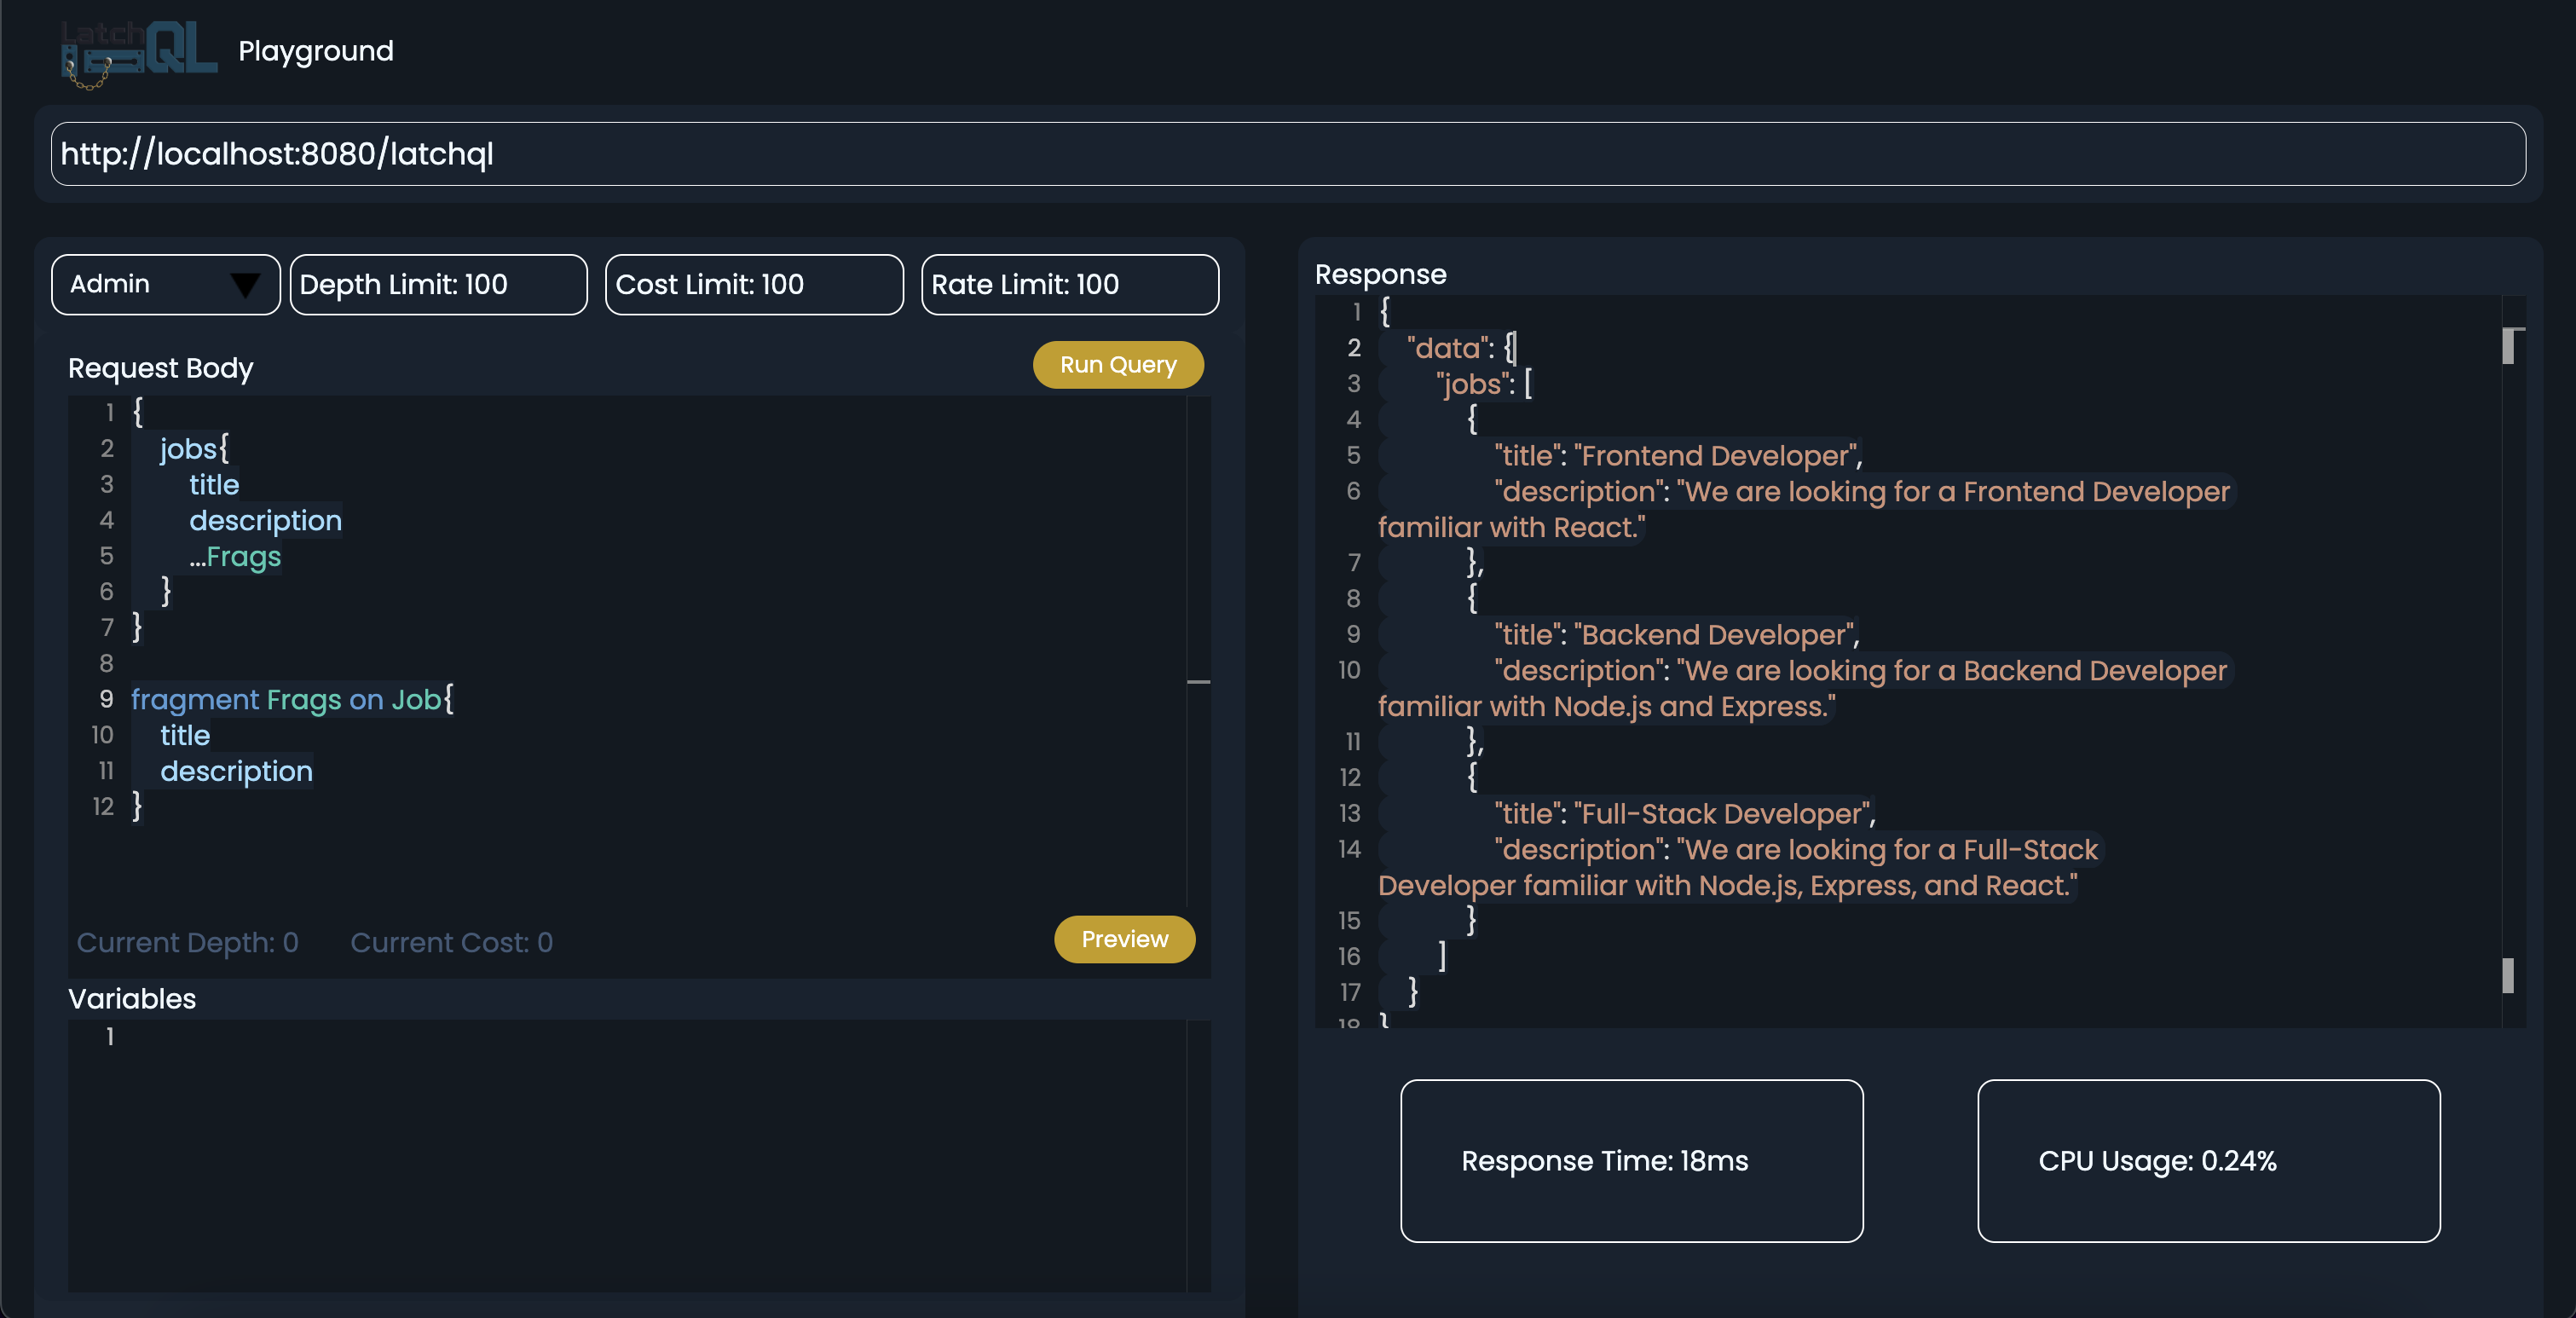 LatchQL Playground
http://localhost:8080/latchql
Admin
Depth Limit: 100
Cost Limit: 100
Rate Limit: 100
Request Body
Run Query
1 {
2 jobs{
3 title
4 description
5 ...Frags
6 }
7 }
8
9 fragment Frags on Job{
10 title
11 description
12 }
Current Depth: 0
Current Cost: 0
Preview
Variables
1
Response
1 {
2 "data": {
3 "jobs": [
4 {
5 "title": "Frontend Developer",
6 "description": "We are looking for a Frontend Developer
familiar with React."
7 },
8 {
9 "title": "Backend Developer",
10 "description": "We are looking for a Backend Developer
familiar with Node.js and Express."
11 },
12 {
13 "title": "Full-Stack Developer",
14 "description": "We are looking for a Full-Stack
Developer familiar with Node.js, Express, and React."
15 }
16 ]
17 }
18 }
Response Time: 18ms
CPU Usage: 0.24%